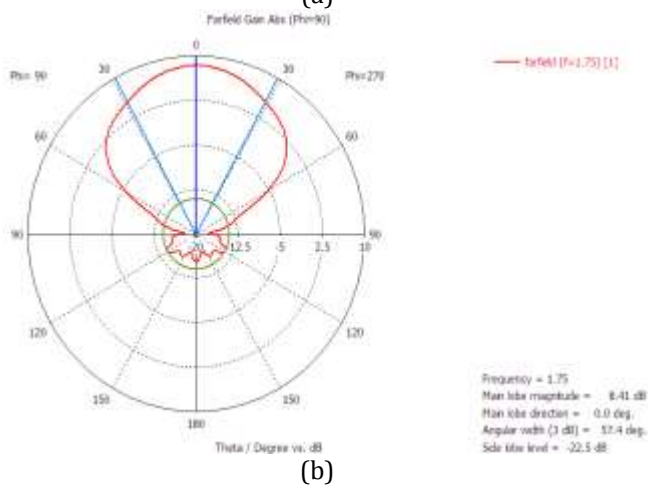 (a)
Farfield Gain Abs (Phi=90)
0
Phi= 90 30 30 Phi=270
farfield (f=1.75) [1]
60 60
90 -20 -12.5 -5 2.5 10 90
120 120
150 150
180
Theta / Degree vs. dB
Frequency = 1.75
Main lobe magnitude = 8.41 dB
Main lobe direction = 0.0 deg.
Angular width (3 dB) = 57.4 deg.
Side lobe level = -22.5 dB
(b)